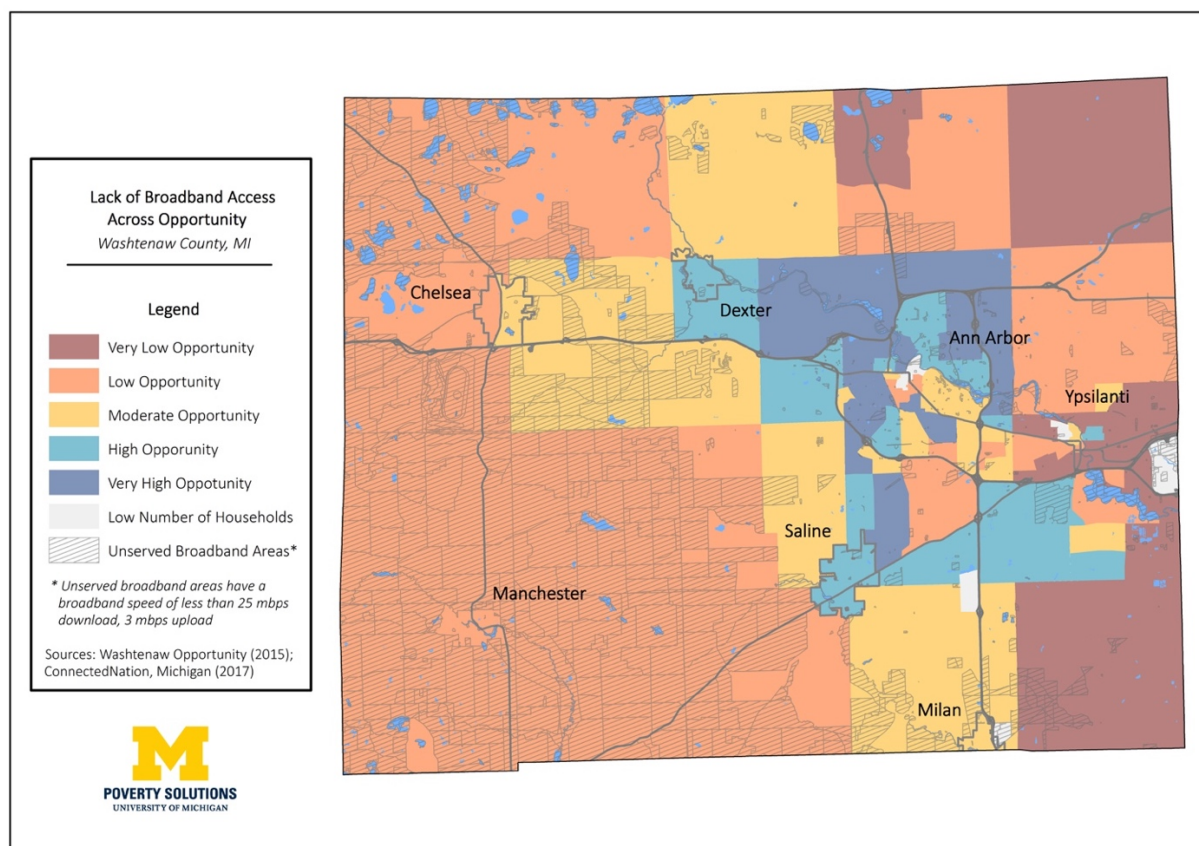 Lack of Broadband Access
Across Opportunity
Washtenaw County, MI
Legend
Very Low Opportunity
Low Opportunity
Moderate Opportunity
High Opportunity
Very High Oppotunity
Low Number of Households
Unserved Broadband Areas*
* Unserved broadband areas have a
broadband speed of less than 25 mbps
download, 3 mbps upload
Sources: Washtenaw Opportunity (2015);
ConnectedNation, Michigan (2017)
M
POVERTY SOLUTIONS
UNIVERSITY OF MICHIGAN
Chelsea
Dexter
Ann Arbor
Ypsilanti
Saline
Manchester
Milan